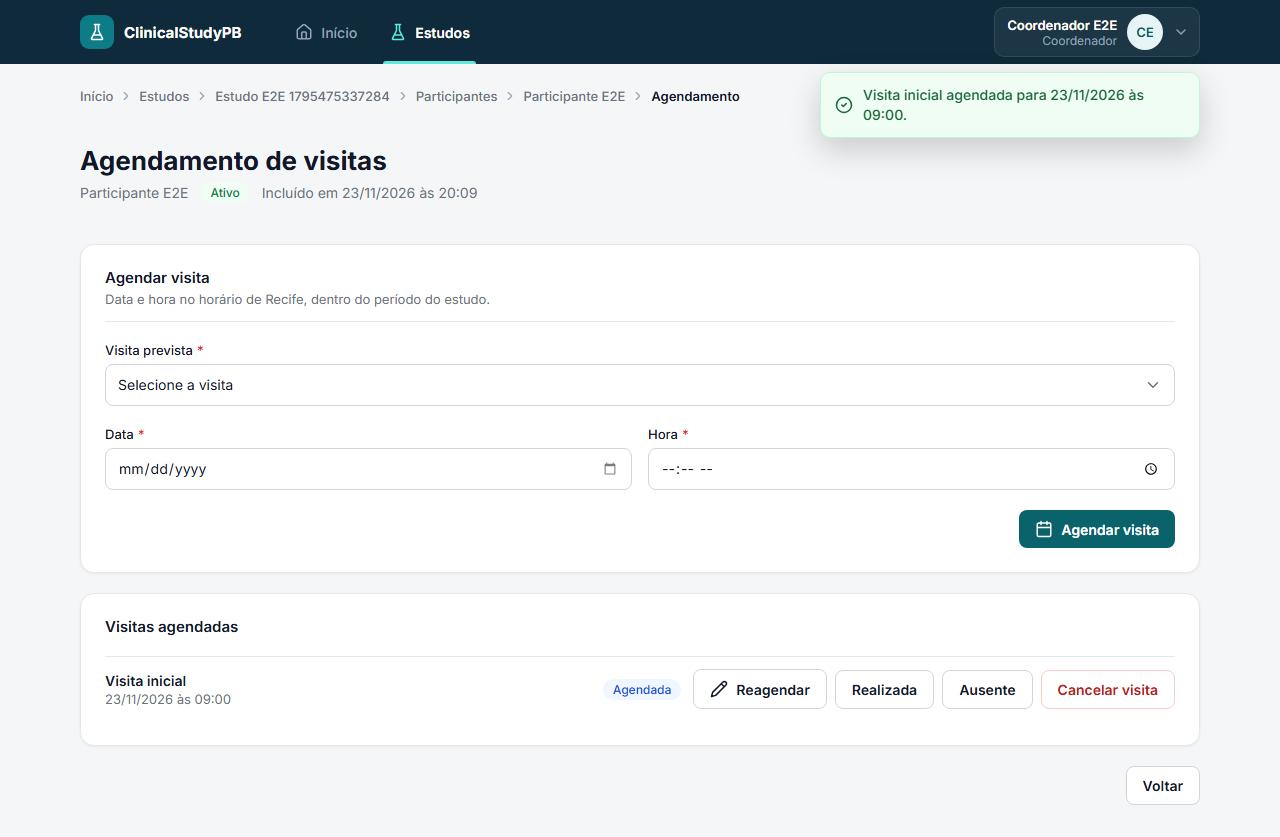 ClinicalStudyPB
Início
Estudos
Coordenador E2E
Coordenador
CE
Início > Estudos > Estudo E2E 1795475337284 > Participantes > Participante E2E > Agendamento
Visita inicial agendada para 23/11/2026 às
09:00.
Agendamento de visitas
Participante E2E Ativo Incluído em 23/11/2026 às 20:09
Agendar visita
Data e hora no horário de Recife, dentro do período do estudo.
Visita prevista *
Selecione a visita
Data *
Hora *
mm/dd/yyyy
--:-- --
Agendar visita
Visitas agendadas
Visita inicial
23/11/2026 às 09:00
Agendada
Reagendar
Realizada
Ausente
Cancelar visita
Voltar